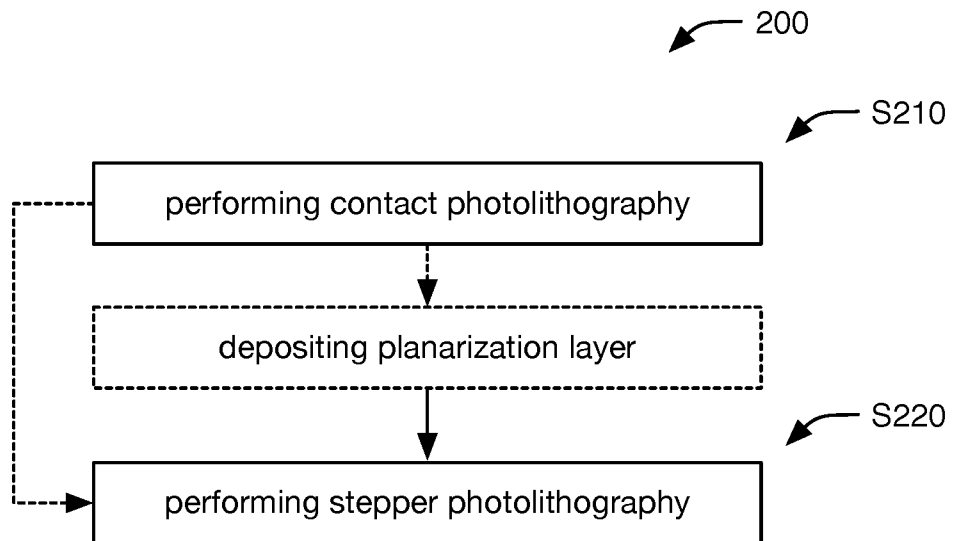 200
S210
performing contact photolithography
depositing planarization layer
S220
performing stepper photolithography